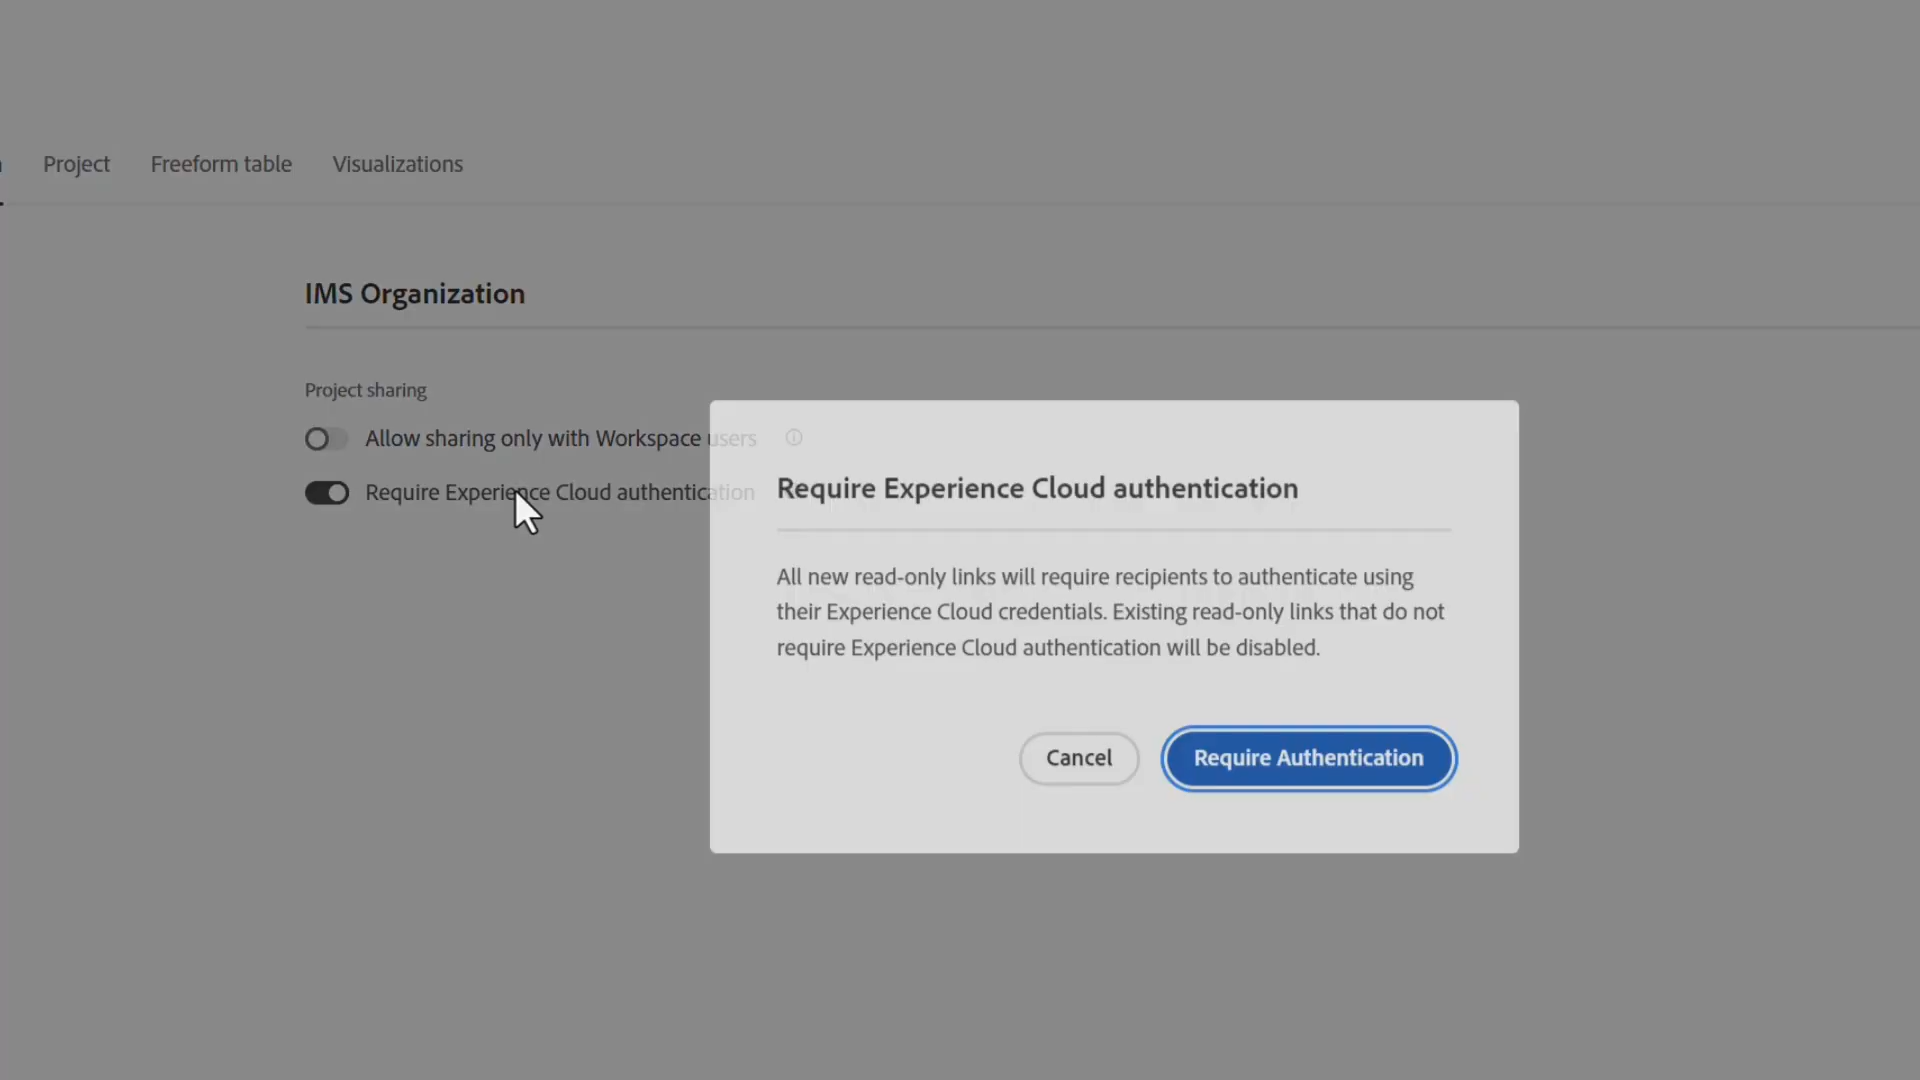 Project Freeform table Visualizations
IMS Organization
Project sharing
Allow sharing only with Workspace users
Require Experience Cloud authentication
Require Experience Cloud authentication
All new read-only links will require recipients to authenticate using
their Experience Cloud credentials. Existing read-only links that do not
require Experience Cloud authentication will be disabled.
Cancel Require Authentication